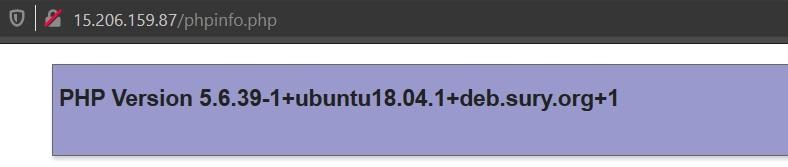 15.206.159.87/phpinfo.php
PHP Version 5.6.39-1+ubuntu18.04.1+deb.sury.org+1